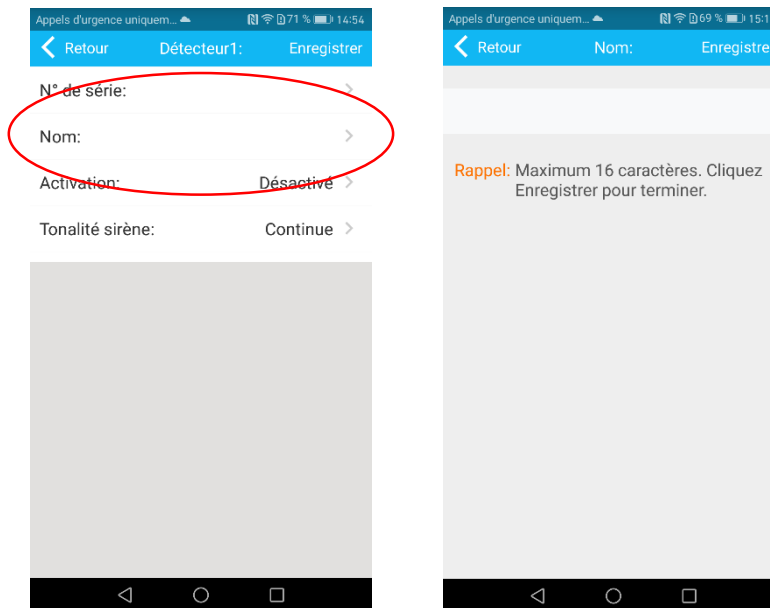 Appels d'urgence uniquem... 71 % 14:54
Retour Détecteur1: Enregistrer
N° de série:
Nom:
Activation: Désactivé
Tonalité sirène: Continue
Appels d'urgence uniquem... 69 % 15:1
Retour Nom: Enregistre
Rappel: Maximum 16 caractères. Cliquez
Enregistrer pour terminer.